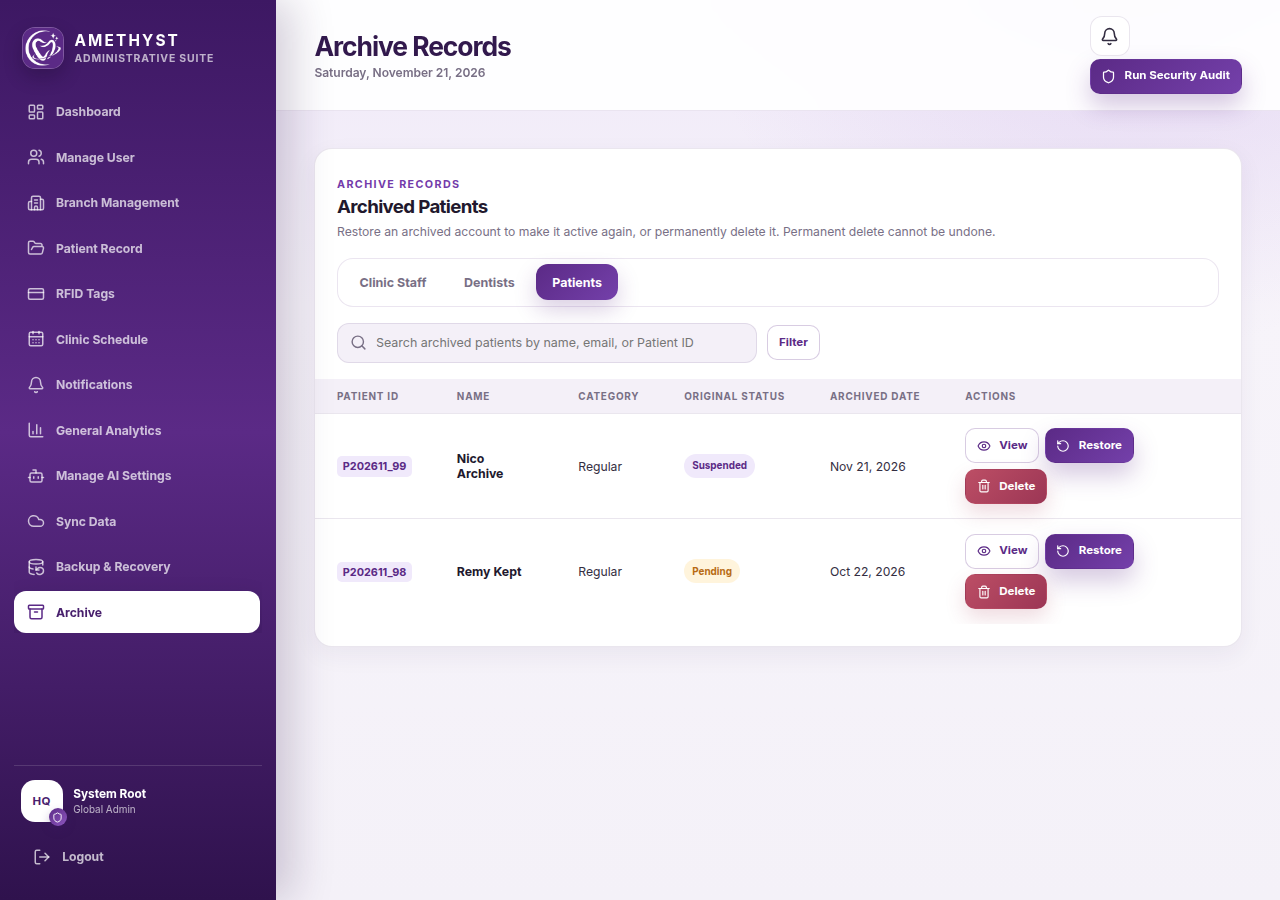 AMETHYST
ADMINISTRATIVE SUITE
Dashboard
Manage User
Branch Management
Patient Record
RFID Tags
Clinic Schedule
Notifications
General Analytics
Manage AI Settings
Sync Data
Backup & Recovery
Archive
HQ
System Root
Global Admin
Logout
Archive Records
Saturday, November 21, 2026
Run Security Audit
ARCHIVE RECORDS
Archived Patients
Restore an archived account to make it active again, or permanently delete it. Permanent delete cannot be undone.
Clinic Staff Dentists Patients
Search archived patients by name, email, or Patient ID Filter
PATIENT ID NAME CATEGORY ORIGINAL STATUS ARCHIVED DATE ACTIONS
P202611_99 Nico Archive Regular Suspended Nov 21, 2026 View Restore
Delete
P202611_98 Remy Kept Regular Pending Oct 22, 2026 View Restore
Delete